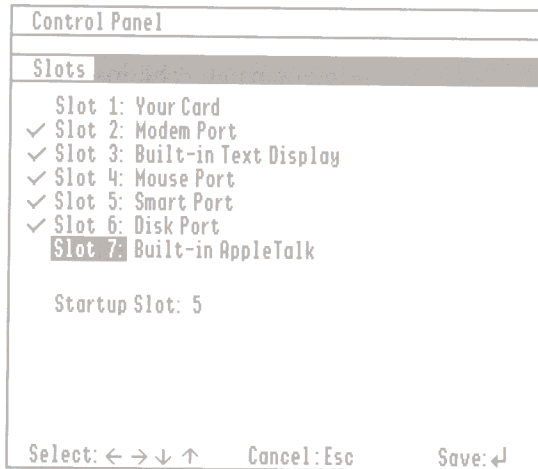 Control Panel
Slots
Slot 1: Your Card
✓ Slot 2: Modem Port
✓ Slot 3: Built-in Text Display
✓ Slot 4: Mouse Port
✓ Slot 5: Smart Port
✓ Slot 6: Disk Port
Slot 7: Built-in AppleTalk
Startup Slot: 5
Select: ← → ↓ ↑ Cancel:Esc Save: ↵